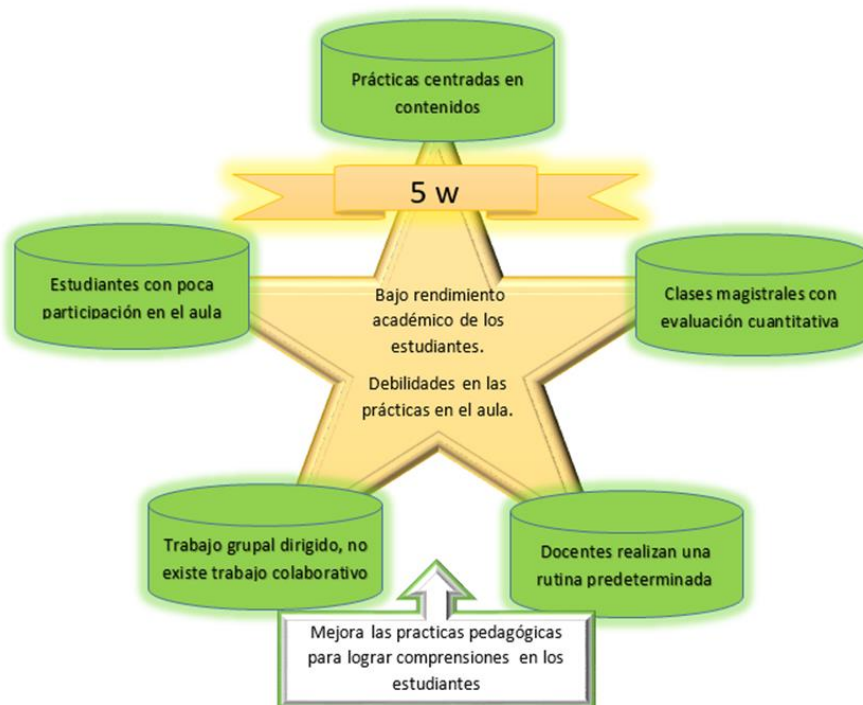 Prácticas centradas en
contenidos
5 w
Estudiantes con poca
participación en el aula
Clases magistrales con
evaluación cuantitativa
Bajo rendimiento
académico de los
estudiantes.
Debilidades en las
prácticas en el aula.
Trabajo grupal dirigido, no
existe trabajo colaborativo
Docentes realizan una
rutina predeterminada
Mejora las practicas pedagógicas
para lograr comprensiones en los
estudiantes